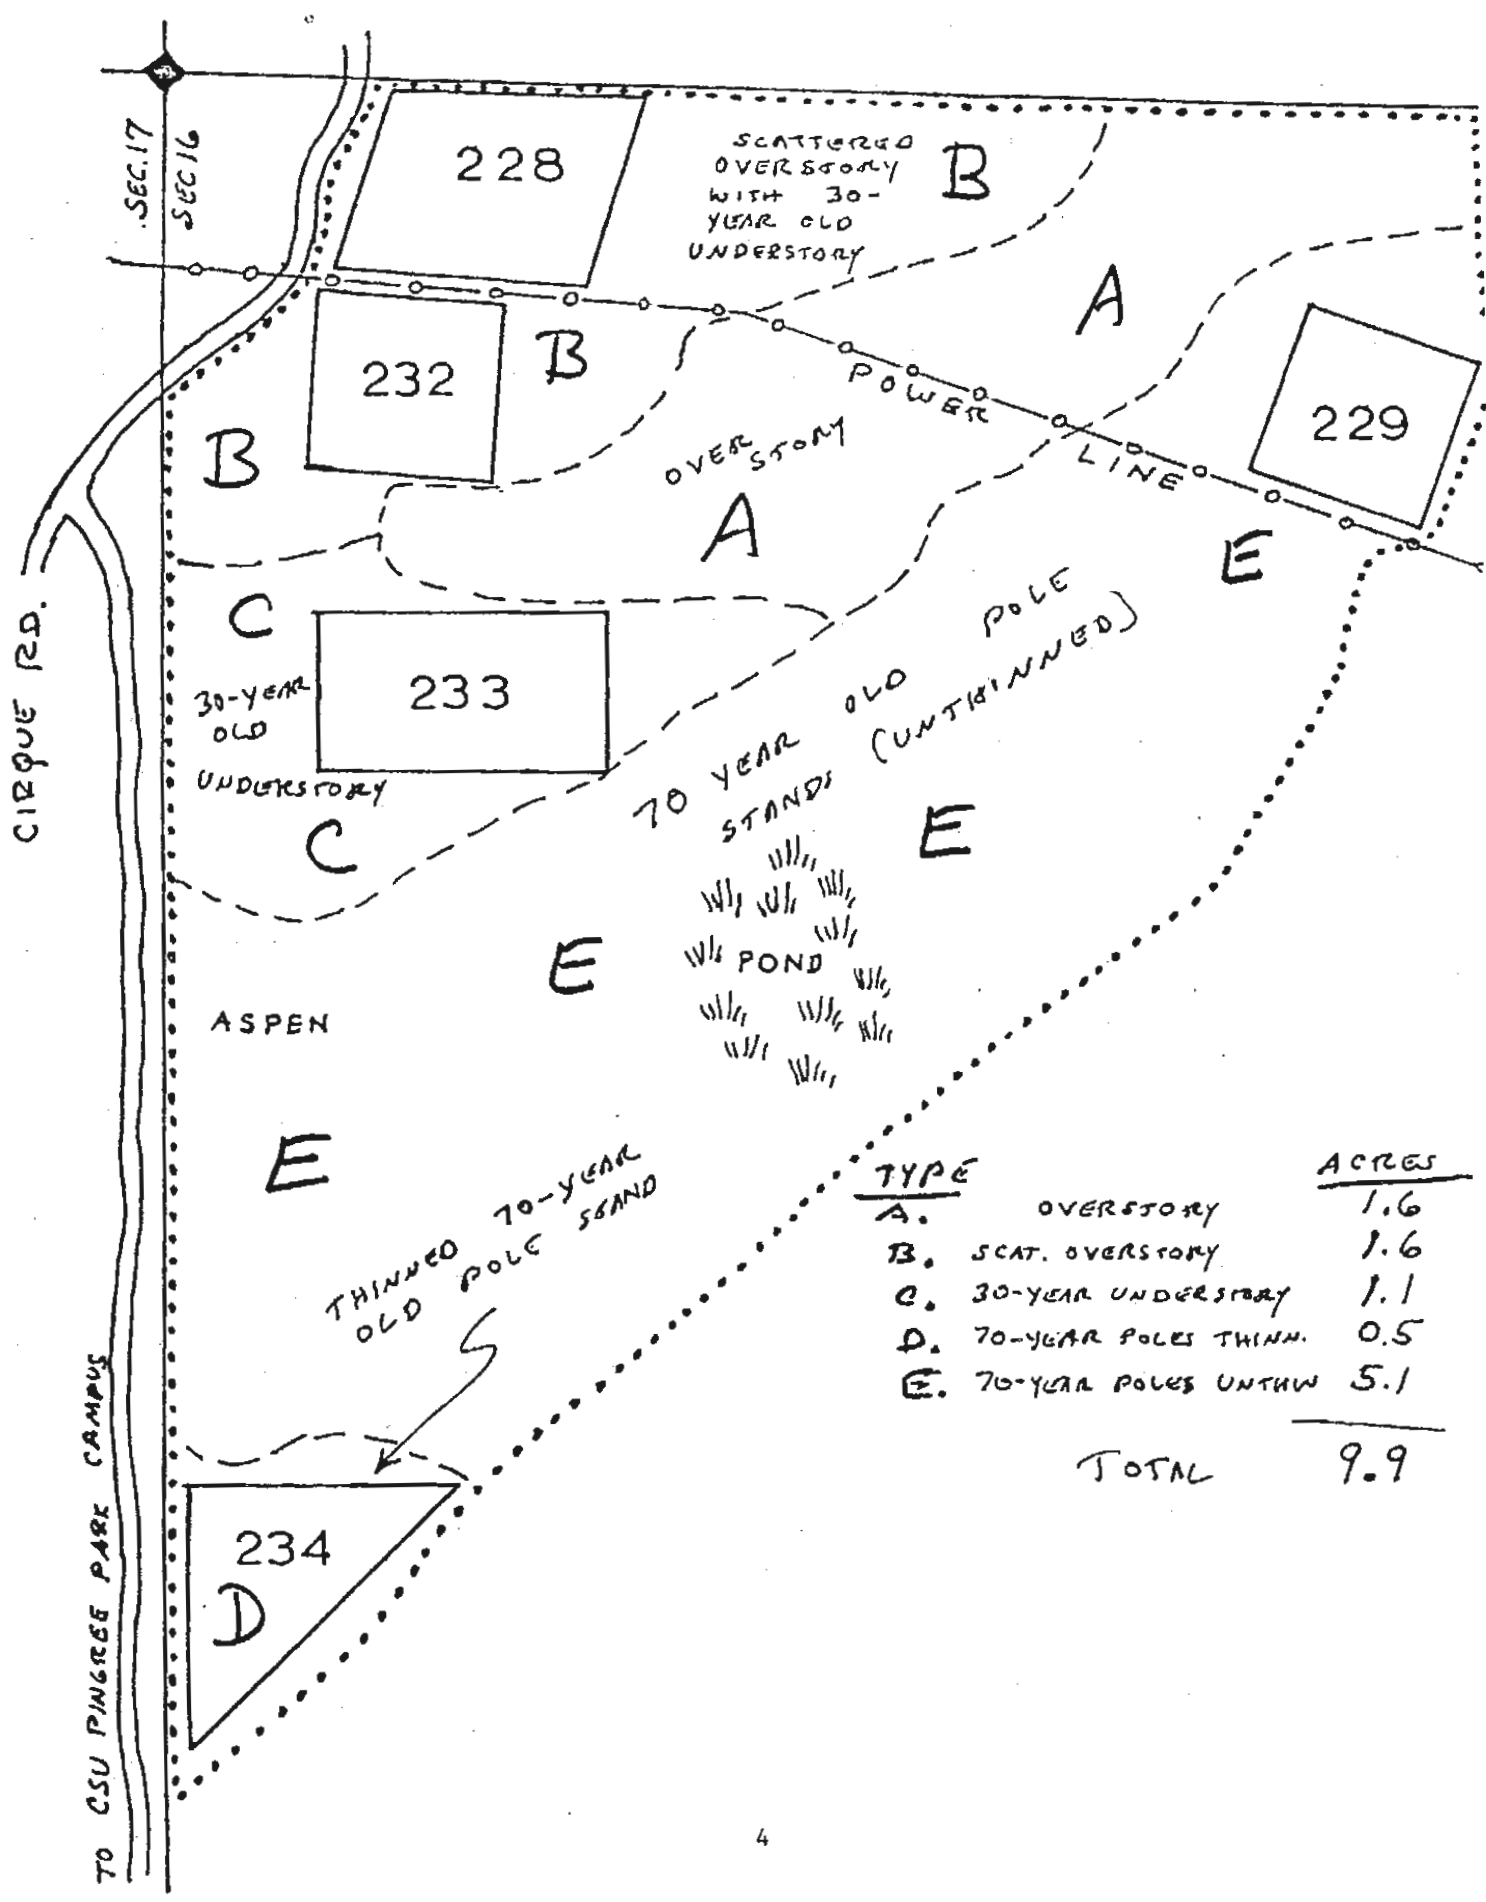 SEC.17
SEC 16
228
SCATTERED
OVERSTORY
WITH 30-
YEAR OLD
UNDERSTORY
B
A
232
B
POWER
LINE
229
B
OVER
STORY
A
E
CIRQUE RD.
C
233
30-YEAR
OLD
UNDERSTORY
C
70 YEAR OLD POLE
STANDS (UNTHINNED)
E
E
POND
ASPEN
E
THINNED 70-YEAR
OLD POLE STAND
TYPE ACRES
A. OVERSTORY 1.6
B. SCAT. OVERSTORY 1.6
C. 30-YEAR UNDERSTORY 1.1
D. 70-YEAR POLES THINN. 0.5
E. 70-YEAR POLES UNTHIN 5.1
TOTAL 9.9
234
D
TO CSU PINGREE PARK CAMPUS
4